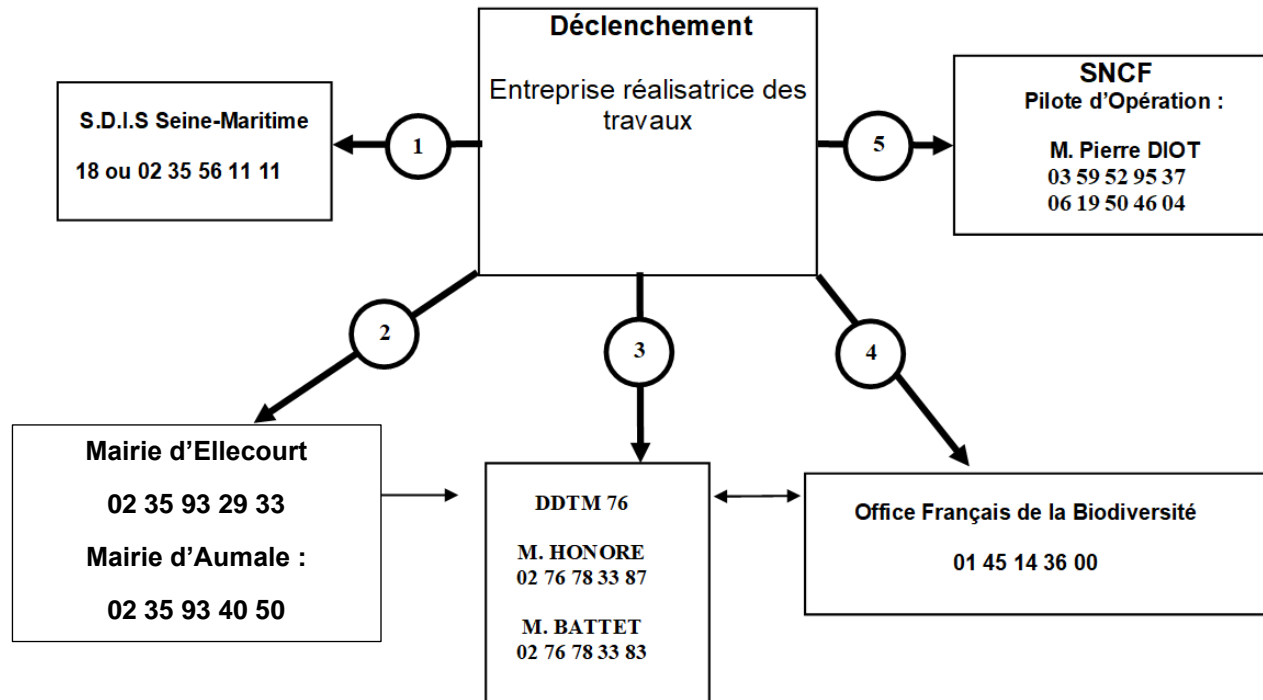 Déclenchement
Entreprise réalisatrice des
travaux
S.D.I.S Seine-Maritime
18 ou 02 35 56 11 11
1
5
SNCF
Pilote d'Opération :
M. Pierre DIOT
03 59 52 95 37
06 19 50 46 04
2
3
4
Mairie d'Ellecourt
02 35 93 29 33
Mairie d'Aumale :
02 35 93 40 50
DDTM 76
M. HONORE
02 76 78 33 87
M. BATTET
02 76 78 33 83
Office Français de la Biodiversité
01 45 14 36 00